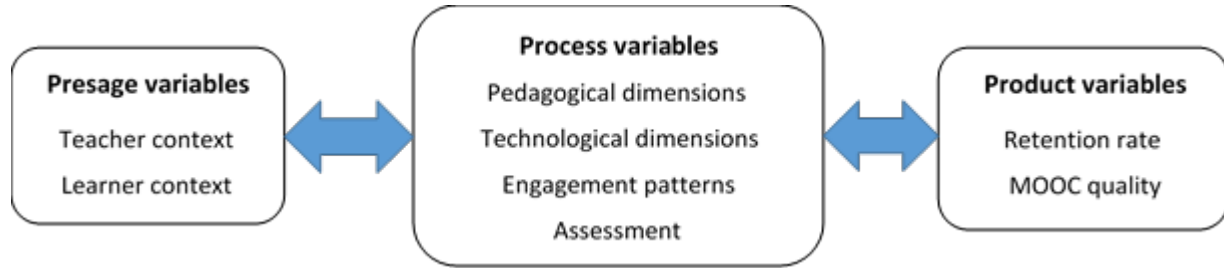 Presage variables
Teacher context
Learner context
Process variables
Pedagogical dimensions
Technological dimensions
Engagement patterns
Assessment
Product variables
Retention rate
MOOC quality